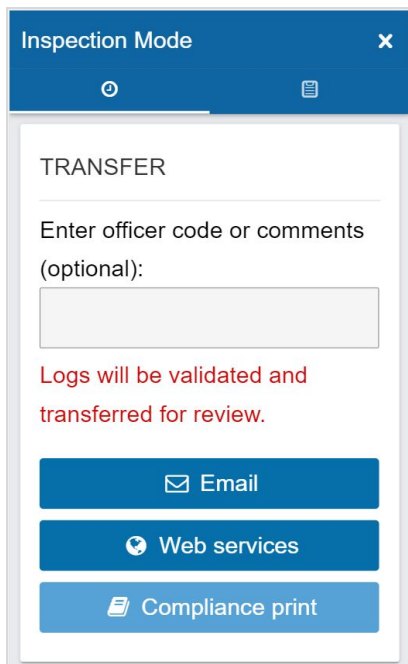 Inspection Mode
TRANSFER
Enter officer code or comments
(optional):
Logs will be validated and
transferred for review.
Email
Web services
Compliance print